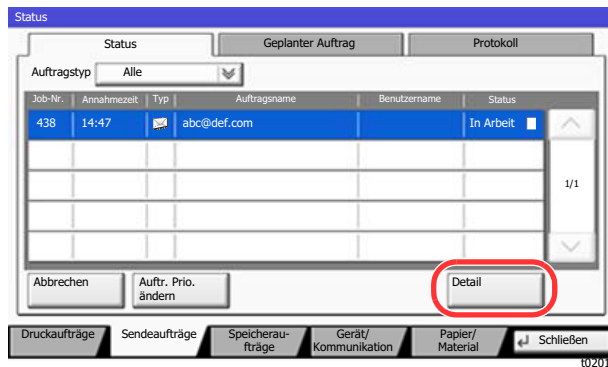 Status
Status Geplanter Auftrag Protokoll
Auftragstyp Alle
Job-Nr. Annahmezeit Typ Auftragsname Benutzername Status
438 14:47 abc@def.com In Arbeit
1/1
Abbrechen Auftr. Prio. ändern Detail
Druckaufträge Sendeaufträge Speicherau-
fträge Gerät/
Kommunikation Papier/
Material Schließen
t0201